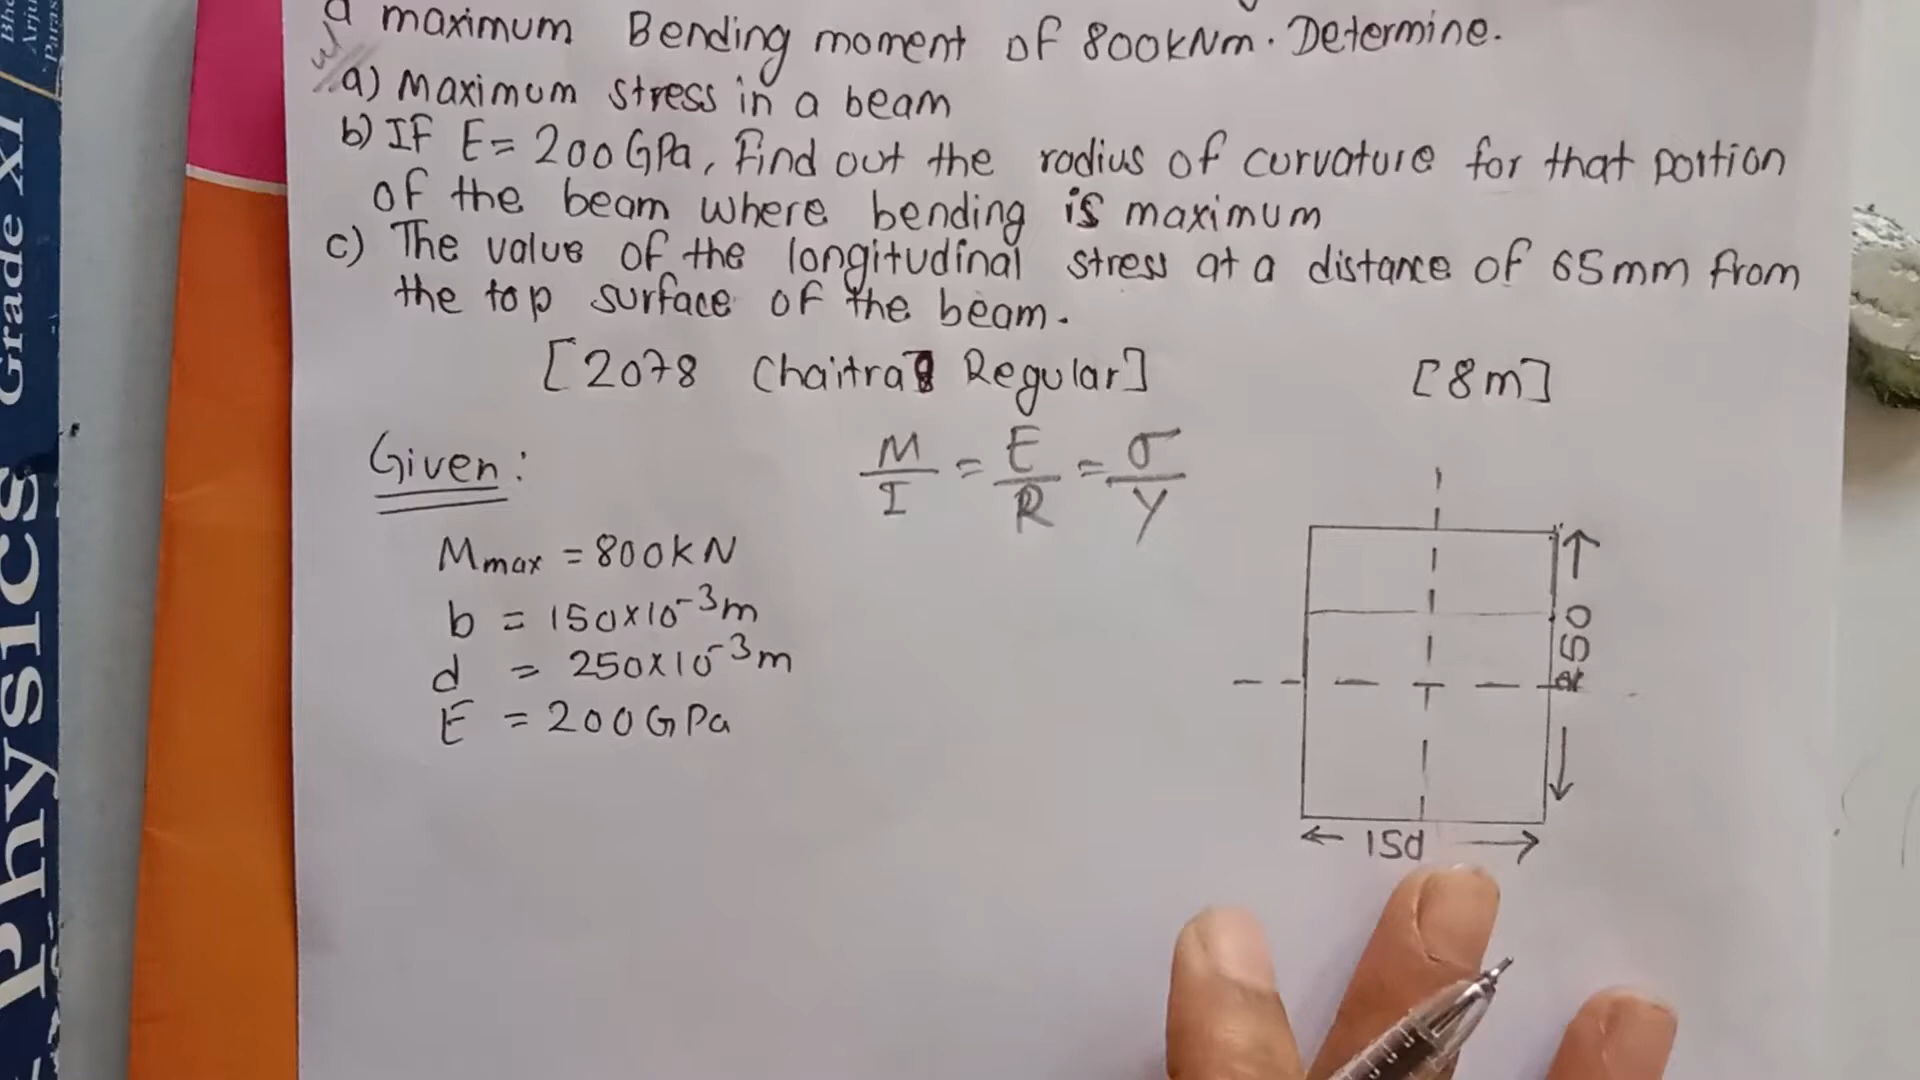 a maximum Bending moment of 800kNm. Determine.
a) Maximum stress in a beam
b) If E = 200GPa, Find out the radius of curvature for that portion
of the beam where bending is maximum
c) The value of the longitudinal stress at a distance of 65mm from
the top surface of the beam.
[2078 Chaitra Regular] [8m]
Given:
M/I = E/R = σ/Y
Mmax = 800kN
b = 150×10⁻³m
d = 250×10⁻³m
E = 200GPa
250
150
Physics Grade XI